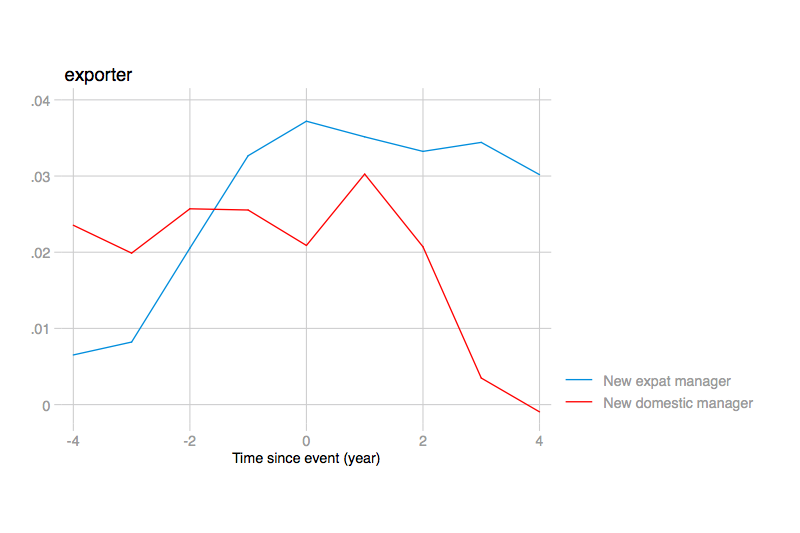 exporter
.04
.03
.02
.01
0
-4 -2 0 2 4
Time since event (year)
New expat manager
New domestic manager